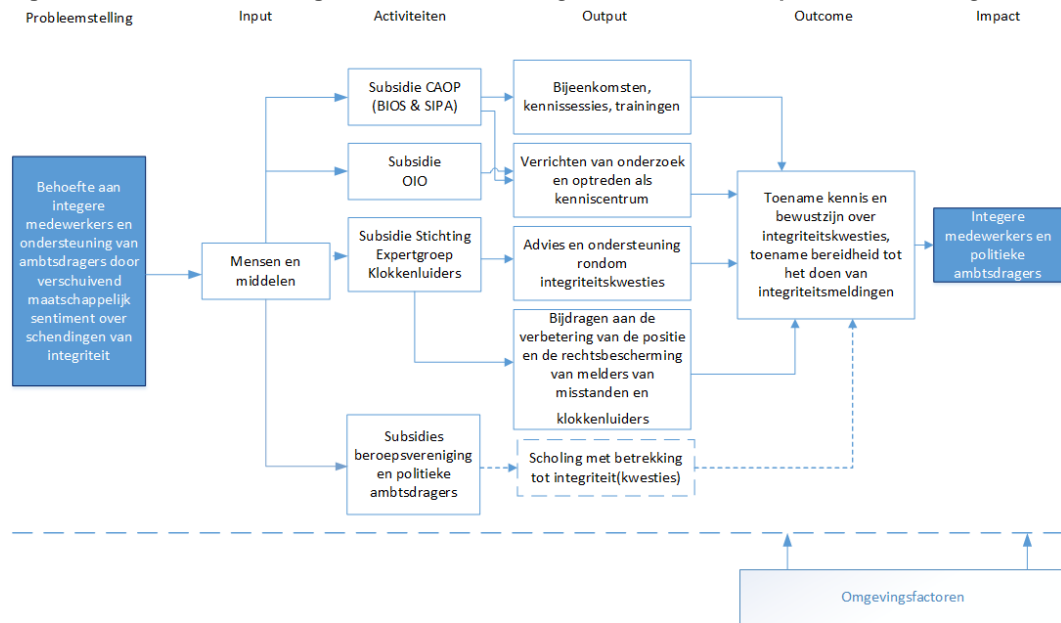 Probleemstelling
Input
Activiteiten
Output
Outcome
Impact
Behoefte aan
integere
medewerkers en
ondersteuning van
ambtsdragers door
verschuivend
maatschappelijk
sentiment over
schendingen van
integriteit
Mensen en
middelen
Subsidie CAOP
(BIOS & SIPA)
Subsidie
OIO
Subsidie Stichting
Expertgroep
Klokkenluiders
Subsidies
beroepsvereniging
en politieke
ambtsdragers
Bijeenkomsten,
kennissessies, trainingen
Verrichten van onderzoek
en optreden als
kenniscentrum
Advies en ondersteuning
rondom
integriteitskwesties
Bijdragen aan de
verbetering van de positie
en de rechtsbescherming
van melders van
misstanden en
klokkenluiders
Scholing met betrekking
tot integriteit(kwesties)
Toename kennis en
bewustzijn over
integriteitskwesties,
toename bereidheid tot
het doen van
integriteitsmeldingen
Integere
medewerkers en
politieke
ambtsdragers
Omgevingsfactoren